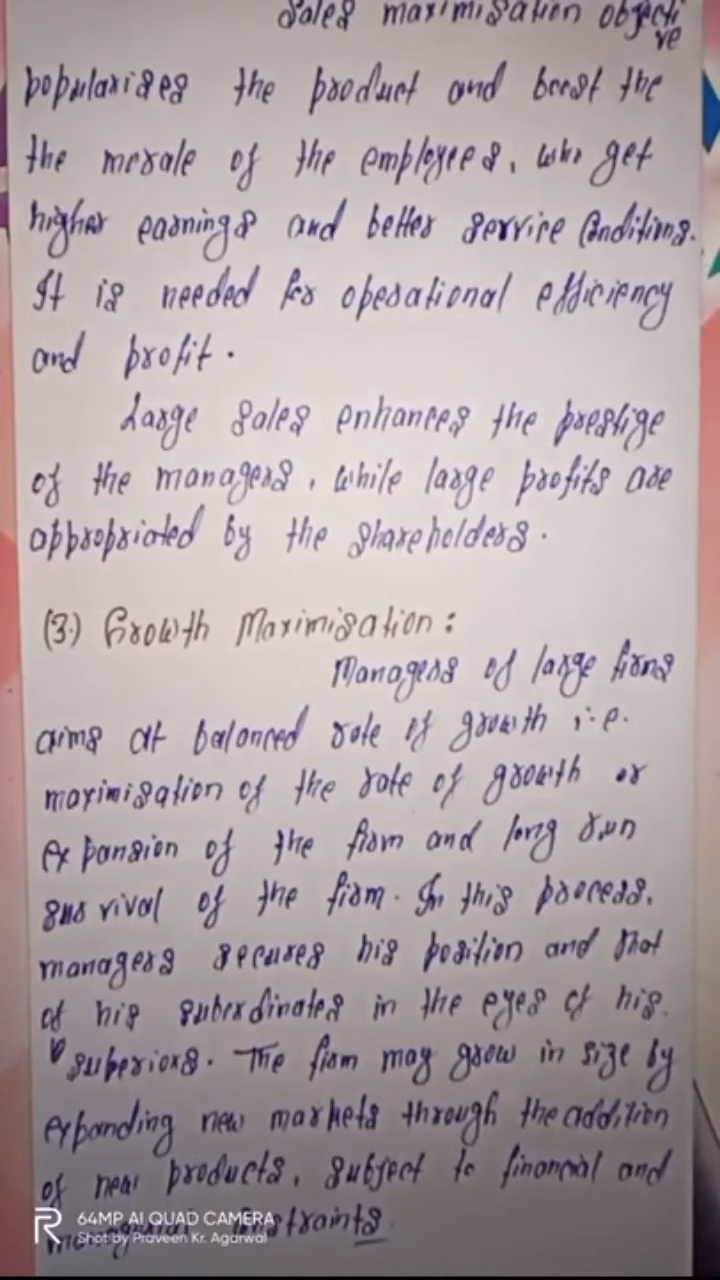 Sales maximisation objecti
ve
popularises the product and boost the
the morale of the employees, who get
higher earnings and better service Conditions.
It is needed for operational efficiency
and profit.
Large sales enhances the prestige
of the managers, while large profits are
appropriated by the shareholders.
(3.) Growth Maximisation:
Managers of large firms
aims at balanced rate of growth i.e.
maximisation of the rate of growth or
expansion of the firm and long run
survival of the firm. In this process,
managers secures his position and that
of his subordinates in the eyes of his
superiors. The firm may grow in size by
expanding new markets through the addition
of new products, subject to financial and
managerial constraints.
64MP AI QUAD CAMERA
Shot by Praveen Kr. Agarwal